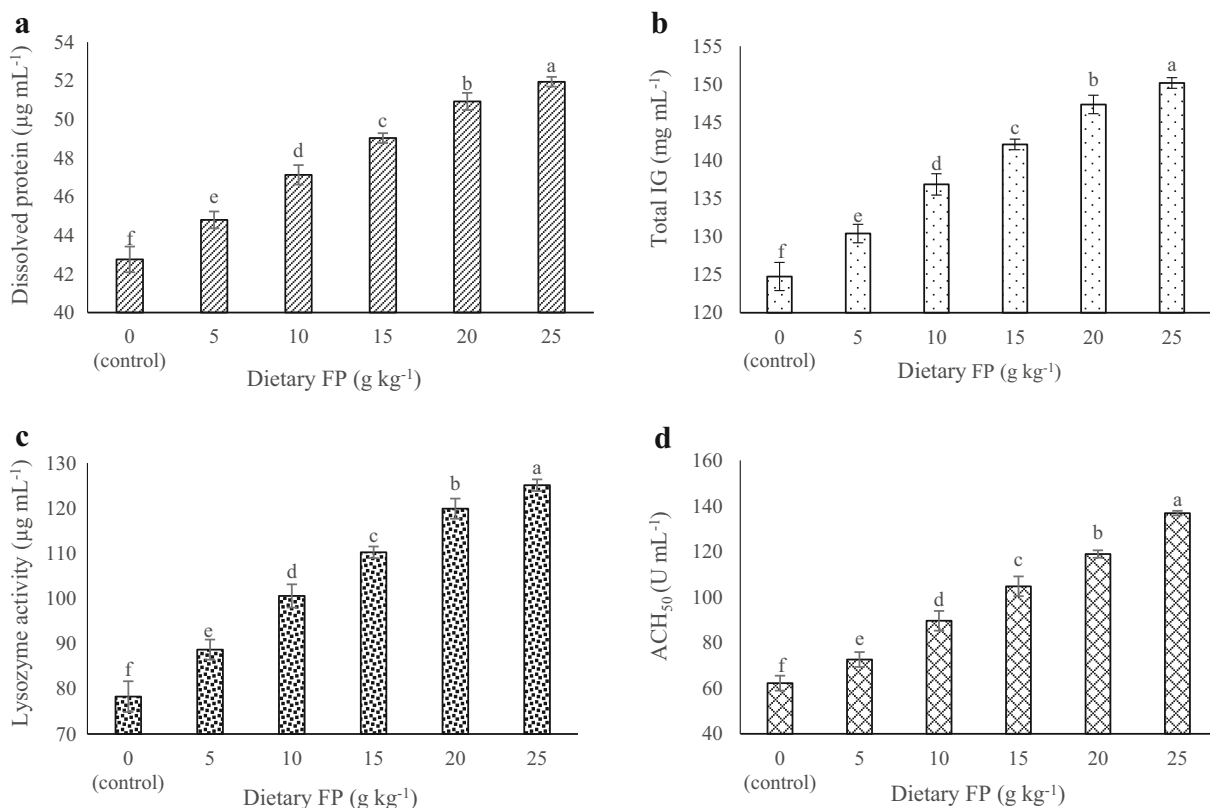 a
Dissolved protein (µg mL⁻¹)
54
52
50
48
46
44
42
40
f
e
d
c
b
a
0
(control)
5
10
15
20
25
Dietary FP (g kg⁻¹)
b
Total IG (mg mL⁻¹)
155
150
145
140
135
130
125
120
f
e
d
c
b
a
0
(control)
5
10
15
20
25
Dietary FP (g kg⁻¹)
c
Lysozyme activity (µg mL⁻¹)
130
120
110
100
90
80
70
f
e
d
c
b
a
0
(control)
5
10
15
20
25
Dietary FP (g kg⁻¹)
d
ACH₅₀ (U mL⁻¹)
160
140
120
100
80
60
40
f
e
d
c
b
a
0
(control)
5
10
15
20
25
Dietary FP (g kg⁻¹)